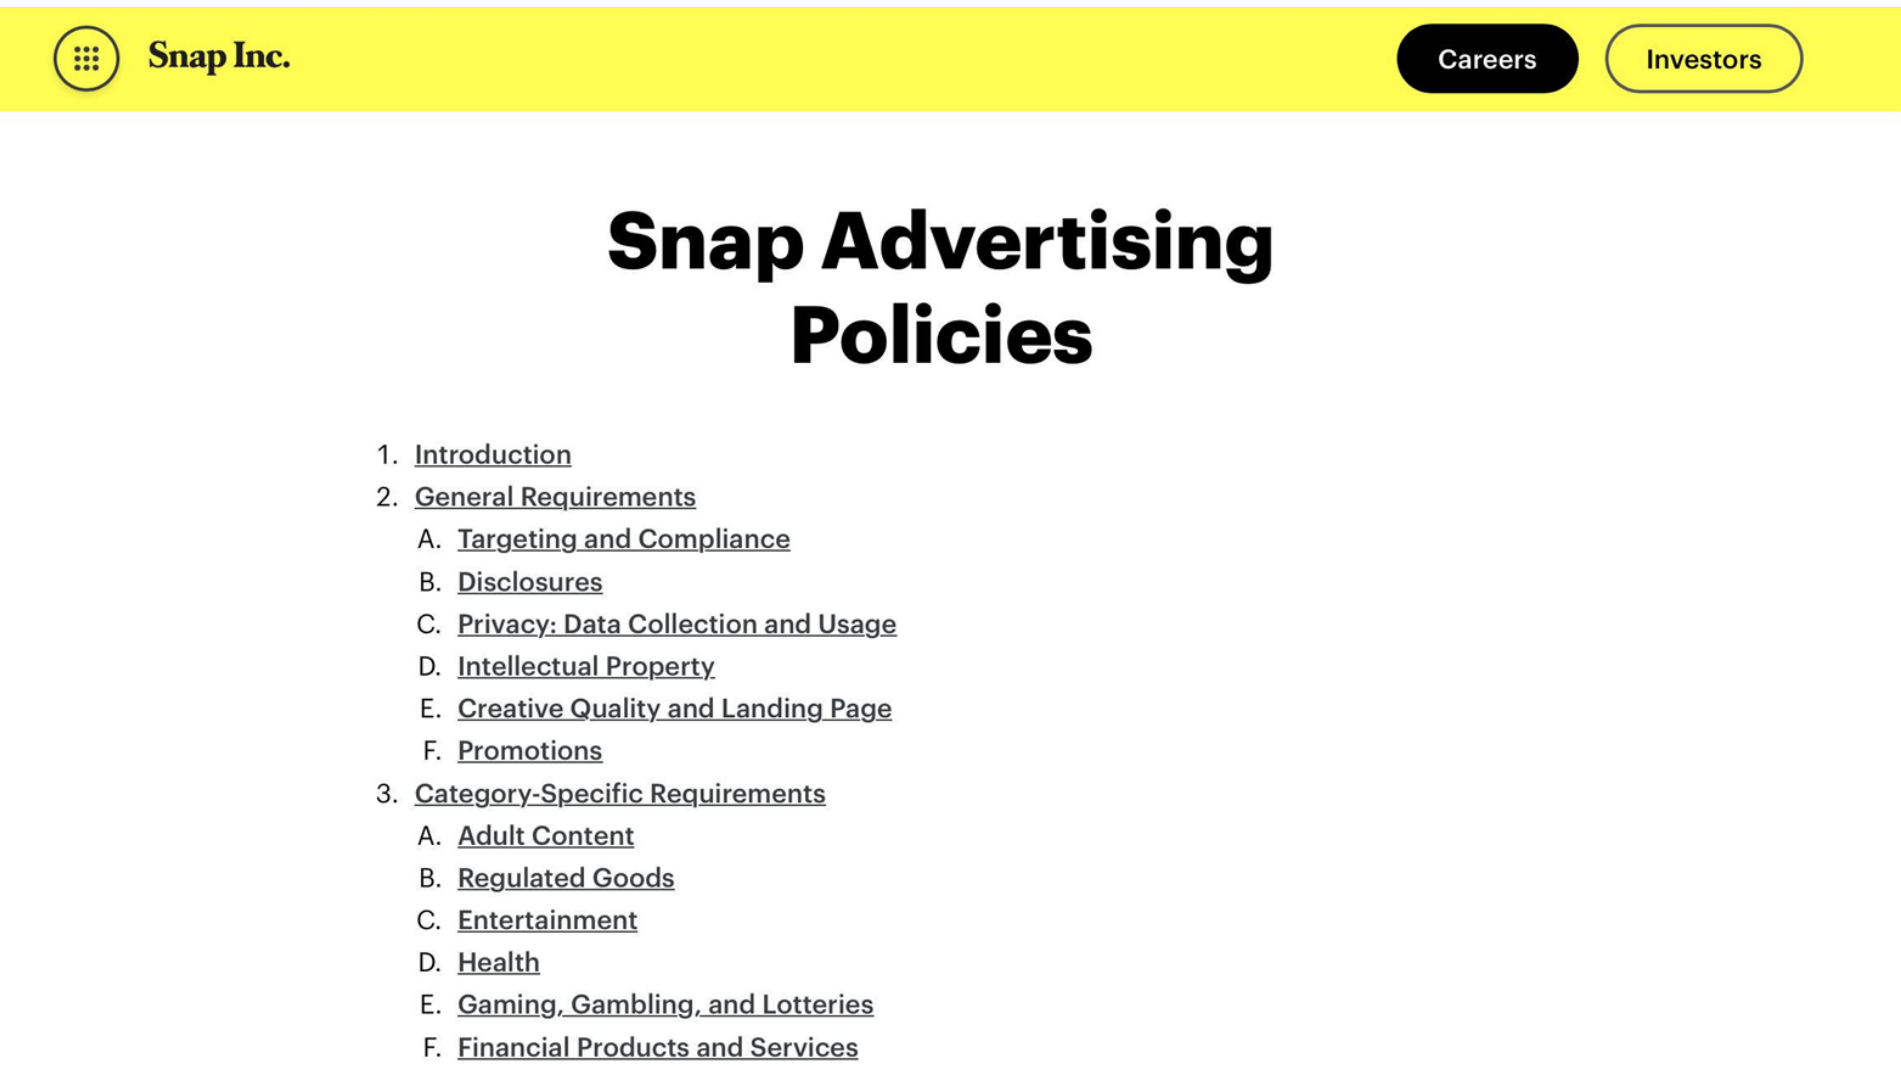 Snap Inc.
Careers
Investors
Snap Advertising
Policies
1. Introduction
2. General Requirements
A. Targeting and Compliance
B. Disclosures
C. Privacy: Data Collection and Usage
D. Intellectual Property
E. Creative Quality and Landing Page
F. Promotions
3. Category-Specific Requirements
A. Adult Content
B. Regulated Goods
C. Entertainment
D. Health
E. Gaming, Gambling, and Lotteries
F. Financial Products and Services